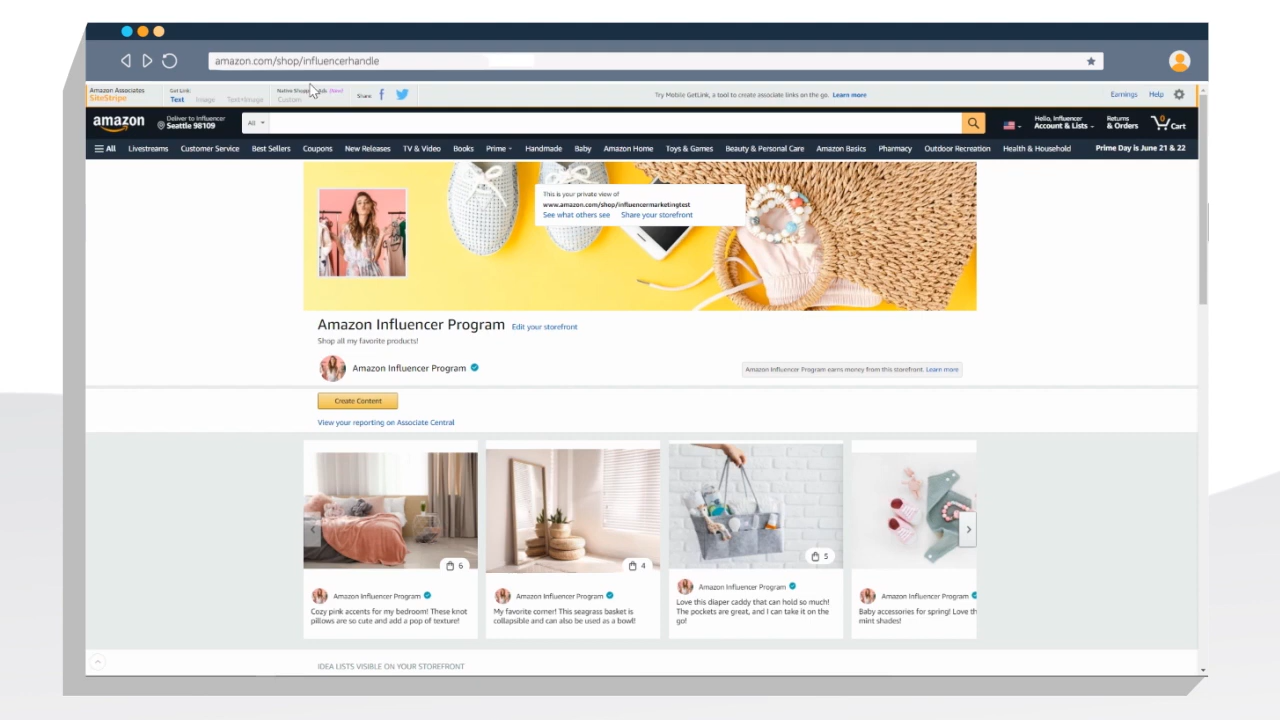 amazon.com/shop/influencerhandle
Amazon Associates
SiteStripe
Get Link:
Text
Image
Text+Image
Native Shopping Ads (New!)
Custom
Share:
Try Mobile GetLink, a tool to create associate links on the go. Learn more
Earnings
Help
amazon
Deliver to Influencer
Seattle 98109
All
Hello, Influencer
Account & Lists
Returns
& Orders
0
Cart
All
Livestreams
Customer Service
Best Sellers
Coupons
New Releases
TV & Video
Books
Prime
Handmade
Baby
Amazon Home
Toys & Games
Beauty & Personal Care
Amazon Basics
Pharmacy
Outdoor Recreation
Health & Household
Prime Day is June 21 & 22
This is your private view of
www.amazon.com/shop/influencermarketingtest
See what others see
Share your storefront
Amazon Influencer Program
Edit your storefront
Shop all my favorite products!
Amazon Influencer Program
Amazon Influencer Program earns money from this storefront. Learn more
Create Content
View your reporting on Associate Central
6
Amazon Influencer Program
Cozy pink accents for my bedroom! These knot
pillows are so cute and add a pop of texture!
4
Amazon Influencer Program
My favorite corner! This seagrass basket is
collapsible and can also be used as a bowl!
5
Amazon Influencer Program
Love this diaper caddy that can hold so much!
The pockets are great, and I can take it on the
go!
Amazon Influencer Program
Baby accessories for spring! Love th
mint shades!
IDEA LISTS VISIBLE ON YOUR STOREFRONT